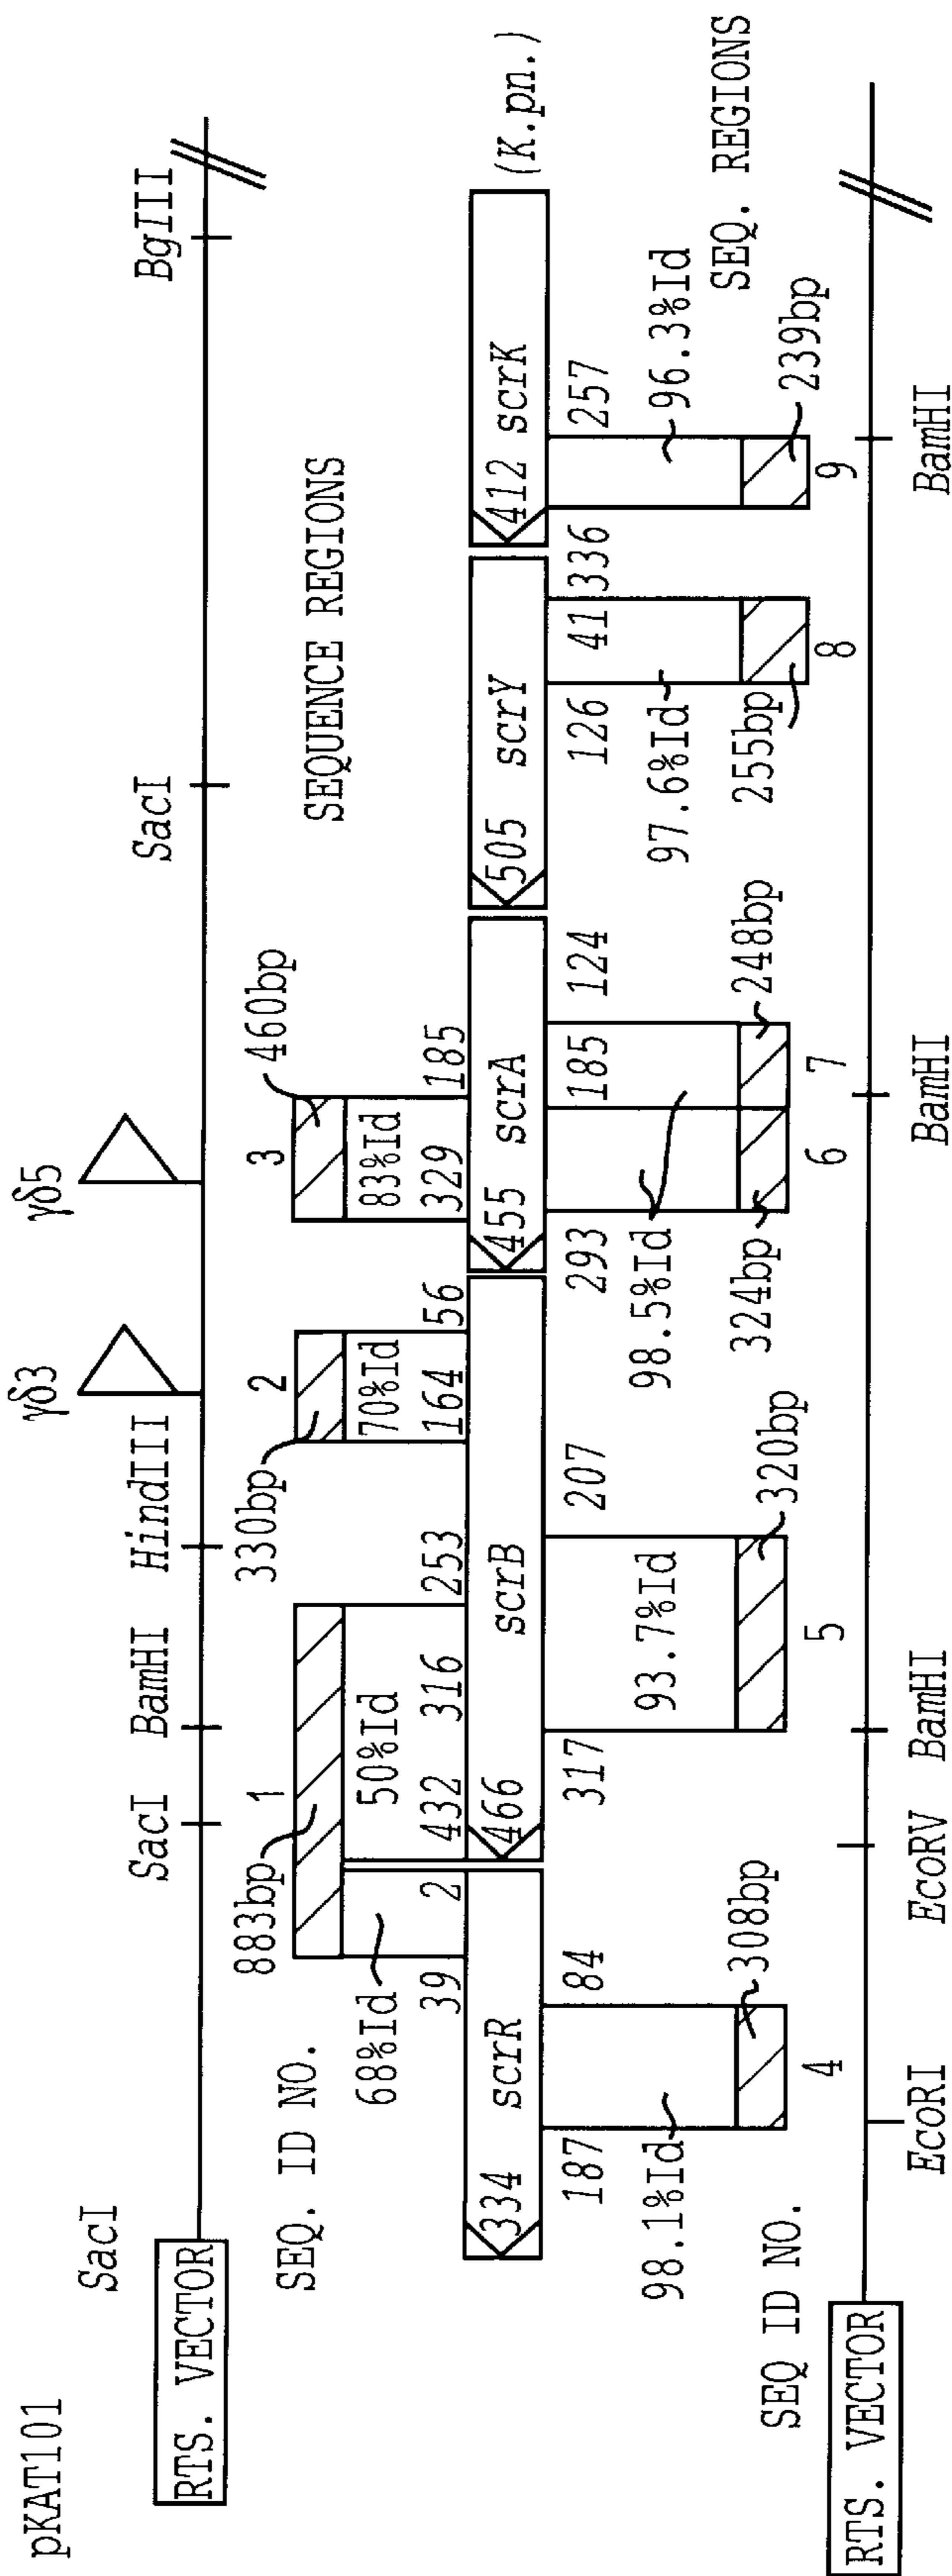 pKAT101
RTS. VECTOR
SacI
SacI
BamHI
HindIII
γδ3
γδ5
SacI
BglII
SEQ. ID NO.
883bp
1
330bp
2
3
460bp
SEQUENCE REGIONS
68%Id
50%Id
70%Id
83%Id
39
2
432
316
253
164
56
329
185
334
scrR
466
scrB
455
scrA
505
scrY
412
scrK
(K.pn.)
187
84
317
207
293
185
124
126
41
336
257
98.1%Id
93.7%Id
98.5%Id
97.6%Id
96.3%Id
SEQ. REGIONS
SEQ ID NO.
308bp
320bp
324bp
248bp
255bp
239bp
4
5
6
7
8
9
RTS. VECTOR
EcoRI
EcoRV
BamHI
BamHI
BamHI